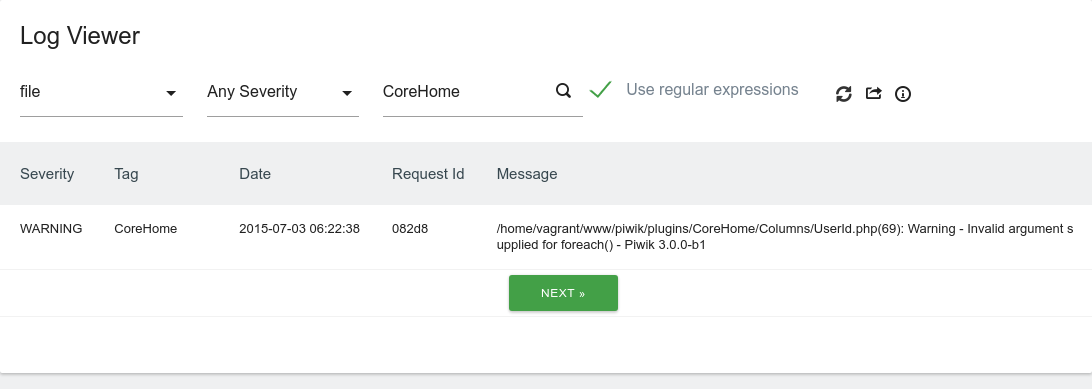 Log Viewer
file Any Severity CoreHome Use regular expressions
Severity Tag Date Request Id Message
WARNING CoreHome 2015-07-03 06:22:38 082d8 /home/vagrant/www/piwik/plugins/CoreHome/Columns/UserId.php(69): Warning - Invalid argument s
upplied for foreach() - Piwik 3.0.0-b1
NEXT »